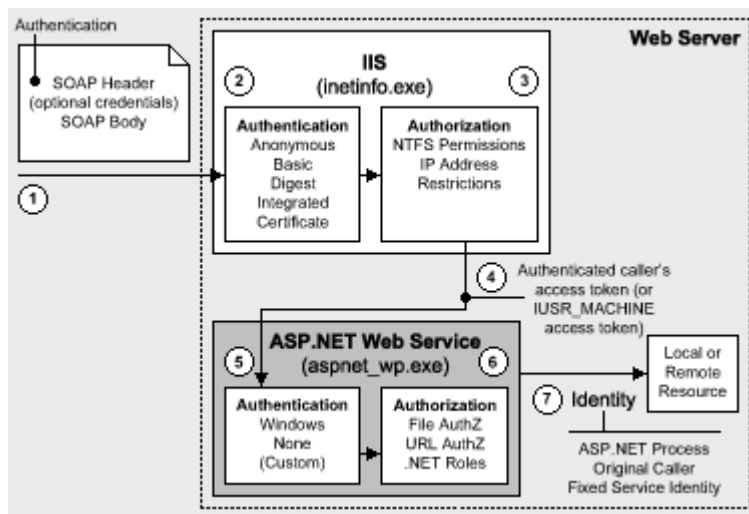 Authentication
SOAP Header
(optional credentials)
SOAP Body
1
Web Server
IIS
(inetinfo.exe)
2
3
Authentication
Anonymous
Basic
Digest
Integrated
Certificate
Authorization
NTFS Permissions
IP Address
Restrictions
4
Authenticated caller's
access token (or
IUSR_MACHINE
access token)
ASP.NET Web Service
(aspnet_wp.exe)
5
6
Authentication
Windows
None
(Custom)
Authorization
File AuthZ
URL AuthZ
.NET Roles
Local or
Remote
Resource
7
Identity
ASP.NET Process
Original Caller
Fixed Service Identity